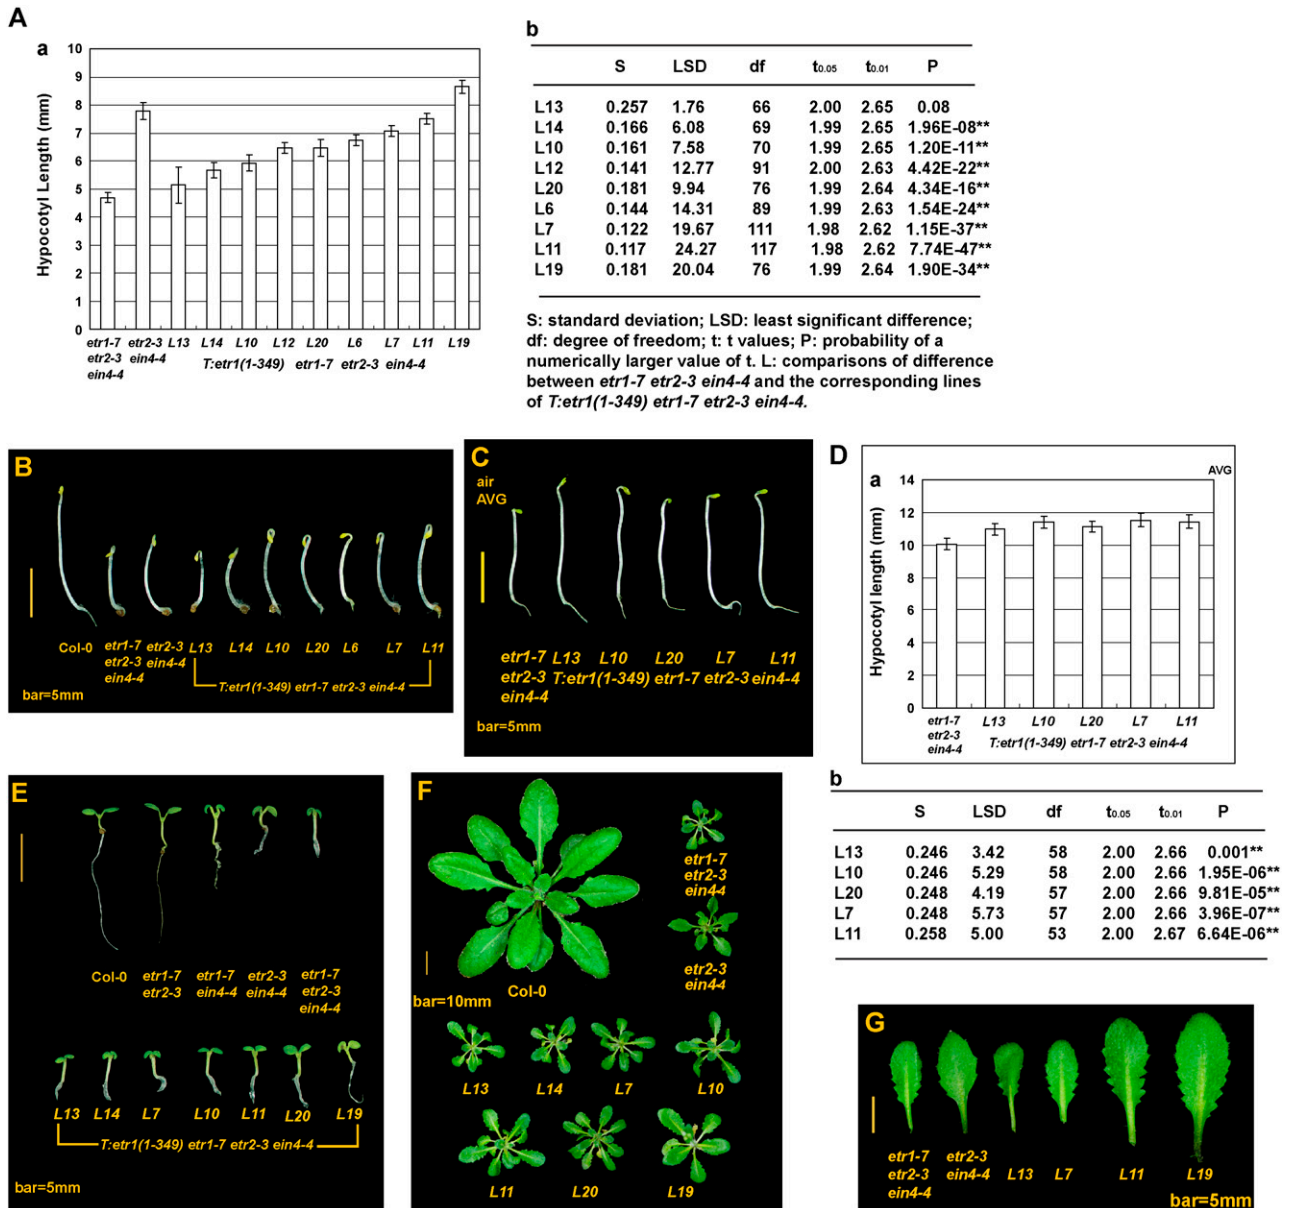 A
a
10
9
8
7
6
5
4
3
2
1
0
Hypocotyl Length (mm)
etr1-7 etr2-3 L13 L14 L10 L12 L20 L6 L7 L11 L19
etr2-3 ein4-4 T:etr1(1-349) etr1-7 etr2-3 ein4-4
ein4-4
b
S LSD df t0.05 t0.01 P
L13 0.257 1.76 66 2.00 2.65 0.08
L14 0.166 6.08 69 1.99 2.65 1.96E-08**
L10 0.161 7.58 70 1.99 2.65 1.20E-11**
L12 0.141 12.77 91 2.00 2.63 4.42E-22**
L20 0.181 9.94 76 1.99 2.64 4.34E-16**
L6 0.144 14.31 89 1.99 2.63 1.54E-24**
L7 0.122 19.67 111 1.98 2.62 1.15E-37**
L11 0.117 24.27 117 1.98 2.62 7.74E-47**
L19 0.181 20.04 76 1.99 2.64 1.90E-34**
S: standard deviation; LSD: least significant difference;
df: degree of freedom; t: t values; P: probability of a
numerically larger value of t. L: comparisons of difference
between etr1-7 etr2-3 ein4-4 and the corresponding lines
of T:etr1(1-349) etr1-7 etr2-3 ein4-4.
B
Col-0 etr1-7 etr2-3 L13 L14 L10 L20 L6 L7 L11
etr2-3 ein4-4
ein4-4 T:etr1(1-349) etr1-7 etr2-3 ein4-4
bar=5mm
C
air
AVG
etr1-7 L13 L10 L20 L7 L11
etr2-3 T:etr1(1-349) etr1-7 etr2-3 ein4-4
ein4-4
bar=5mm
D
a
AVG
14
12
10
8
6
4
2
0
Hypocotyl length (mm)
etr1-7 L13 L10 L20 L7 L11
etr2-3 T:etr1(1-349) etr1-7 etr2-3 ein4-4
ein4-4
b
S LSD df t0.05 t0.01 P
L13 0.246 3.42 58 2.00 2.66 0.001**
L10 0.246 5.29 58 2.00 2.66 1.95E-06**
L20 0.248 4.19 57 2.00 2.66 9.81E-05**
L7 0.248 5.73 57 2.00 2.66 3.96E-07**
L11 0.258 5.00 53 2.00 2.67 6.64E-06**
E
Col-0 etr1-7 etr1-7 etr2-3 etr1-7
etr2-3 ein4-4 ein4-4 etr2-3
ein4-4
L13 L14 L7 L10 L11 L20 L19
T:etr1(1-349) etr1-7 etr2-3 ein4-4
bar=5mm
F
etr1-7
etr2-3
ein4-4
etr2-3
ein4-4
Col-0
bar=10mm
L13 L14 L7 L10
L11 L20 L19
G
etr1-7 etr2-3
etr2-3 ein4-4 L13 L7 L11 L19
ein4-4
bar=5mm